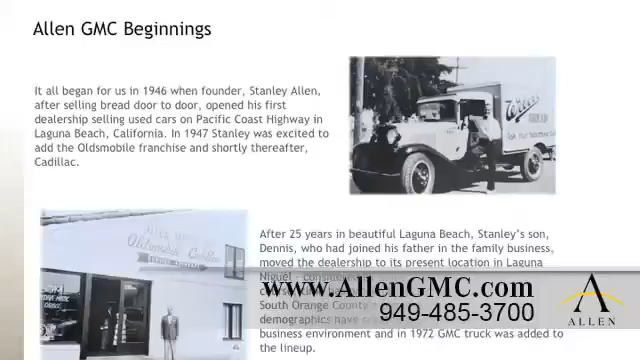 Allen GMC Beginnings
It all began for us in 1946 when founder, Stanley Allen,
after selling bread door to door, opened his first
dealership selling used cars on Pacific Coast Highway in
Laguna Beach, California. In 1947 Stanley was excited to
add the Oldsmobile franchise and shortly thereafter,
Cadillac.
After 25 years in beautiful Laguna Beach, Stanley's son,
Dennis, who had joined his father in the family business,
moved the dealership to its present location in Laguna
Niguel
South Orange County
demographics have
business environment and in 1972 GMC truck was added to
the lineup.
Oldsmobile Cadillac
www.AllenGMC.com
949-485-3700
ALLEN